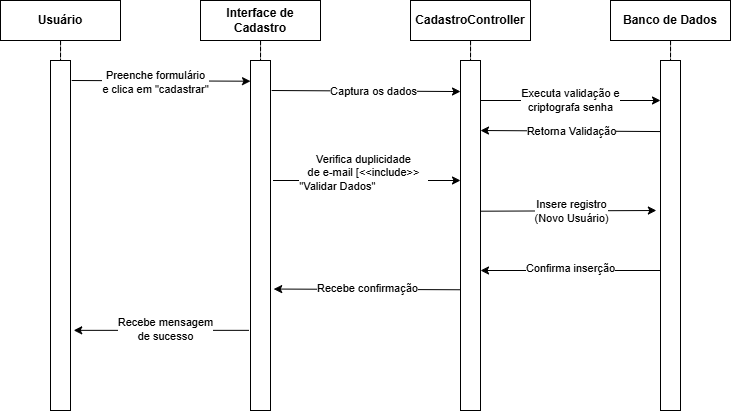 Usuário
Interface de
Cadastro
CadastroController
Banco de Dados
Preenche formulário
e clica em "cadastrar"
Captura os dados
Executa validação e
criptografa senha
Retorna Validação
Verifica duplicidade
de e-mail [<<include>>
"Validar Dados"
Insere registro
(Novo Usuário)
Confirma inserção
Recebe confirmação
Recebe mensagem
de sucesso